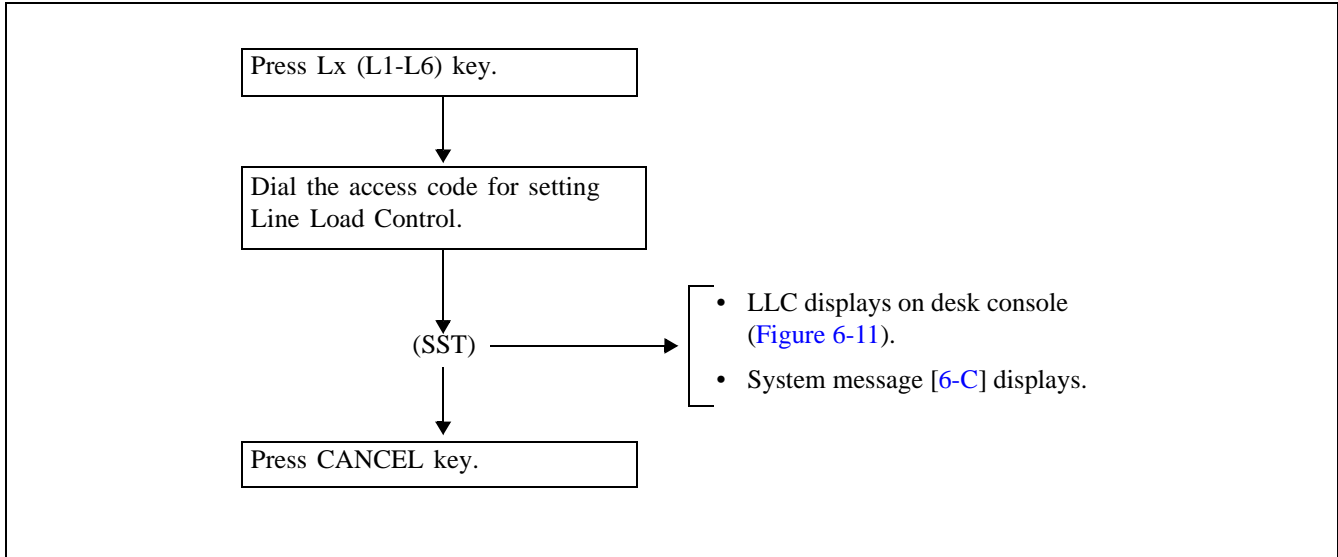 Press Lx (L1-L6) key.
Dial the access code for setting
Line Load Control.
(SST)
• LLC displays on desk console
(Figure 6-11).
• System message [6-C] displays.
Press CANCEL key.